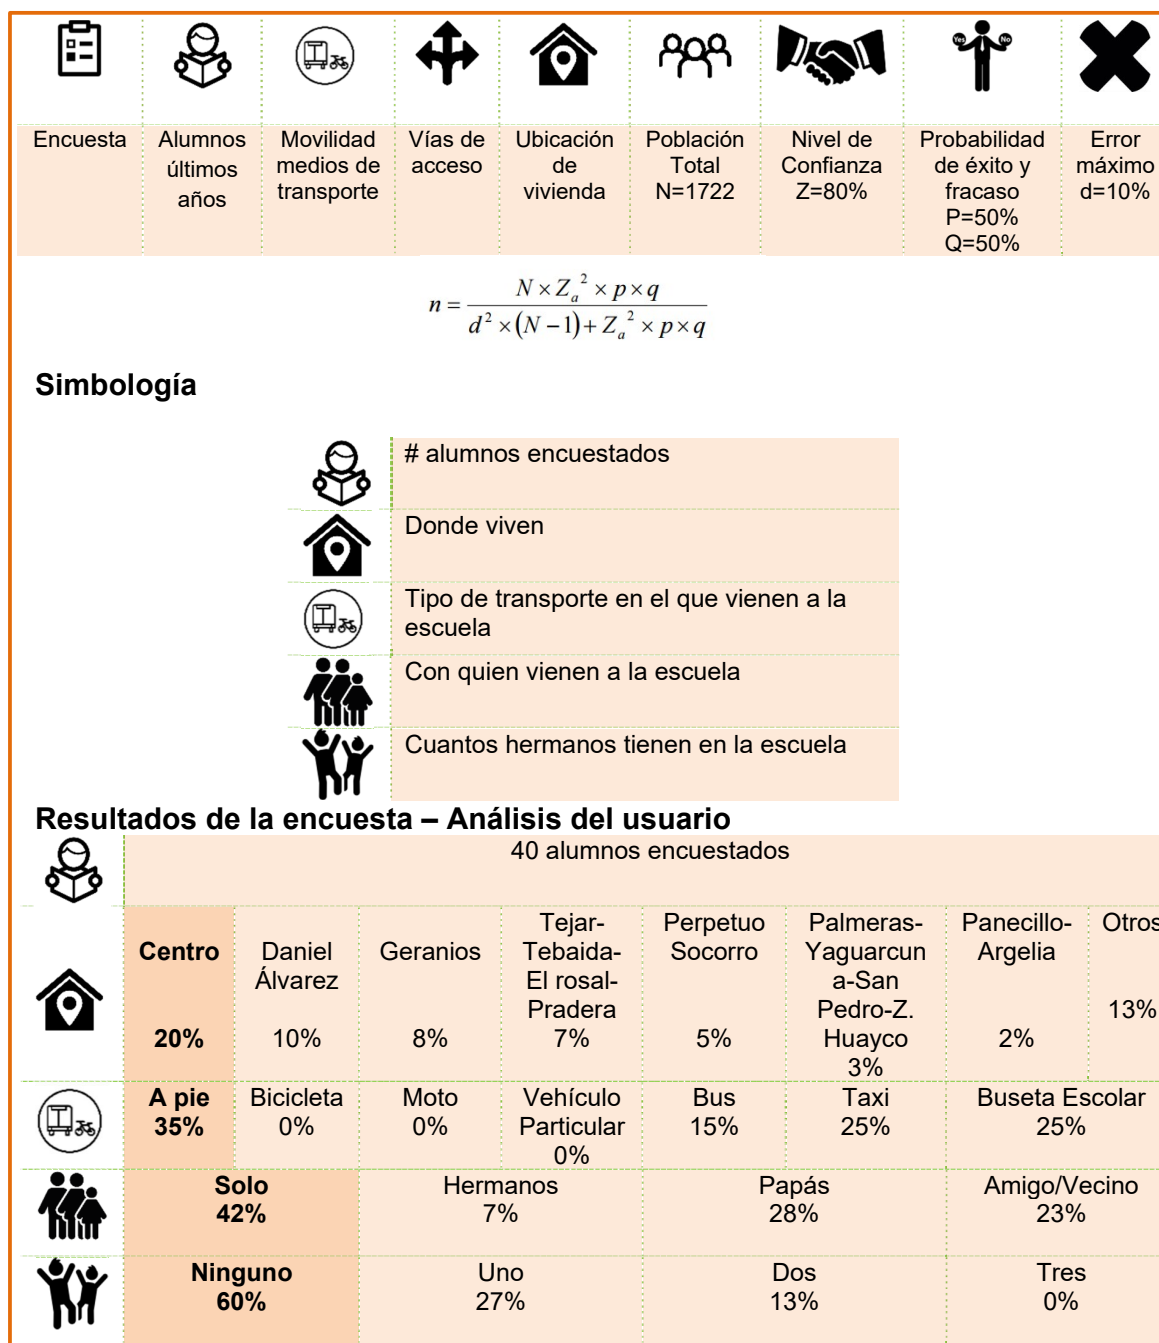 Yes No
Encuesta
Alumnos
últimos
años
Movilidad
medios de
transporte
Vías de
acceso
Ubicación
de
vivienda
Población
Total
N=1722
Nivel de
Confianza
Z=80%
Probabilidad
de éxito y
fracaso
P=50%
Q=50%
Error
máximo
d=10%
n = \frac{N × Z_a^2 × p × q}{d^2 × (N − 1) + Z_a^2 × p × q}
Simbología
# alumnos encuestados
Donde viven
Tipo de transporte en el que vienen a la
escuela
Con quien vienen a la escuela
Cuantos hermanos tienen en la escuela
Resultados de la encuesta – Análisis del usuario
40 alumnos encuestados
Centro
20%
Daniel
Álvarez
10%
Geranios
8%
Tejar-
Tebaida-
El rosal-
Pradera
7%
Perpetuo
Socorro
5%
Palmeras-
Yaguarcun
a-San
Pedro-Z.
Huayco
3%
Panecillo-
Argelia
2%
Otros
13%
A pie
35%
Bicicleta
0%
Moto
0%
Vehículo
Particular
0%
Bus
15%
Taxi
25%
Buseta Escolar
25%
Solo
42%
Hermanos
7%
Papás
28%
Amigo/Vecino
23%
Ninguno
60%
Uno
27%
Dos
13%
Tres
0%